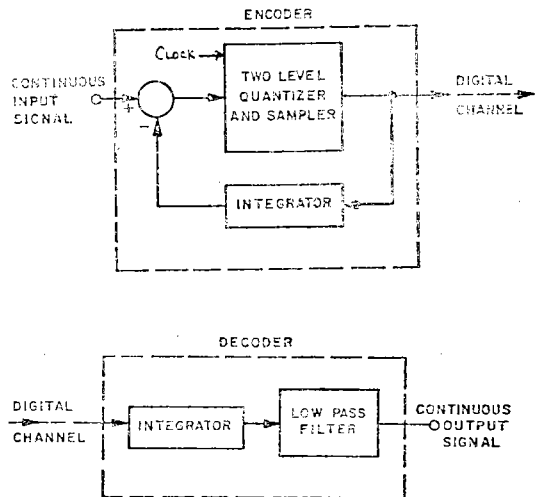 ENCODER
Clock
CONTINUOUS
INPUT
SIGNAL
+
−
TWO LEVEL
QUANTIZER
AND SAMPLER
DIGITAL
CHANNEL
INTEGRATOR
DECODER
DIGITAL
CHANNEL
INTEGRATOR
LOW PASS
FILTER
CONTINUOUS
OUTPUT
SIGNAL